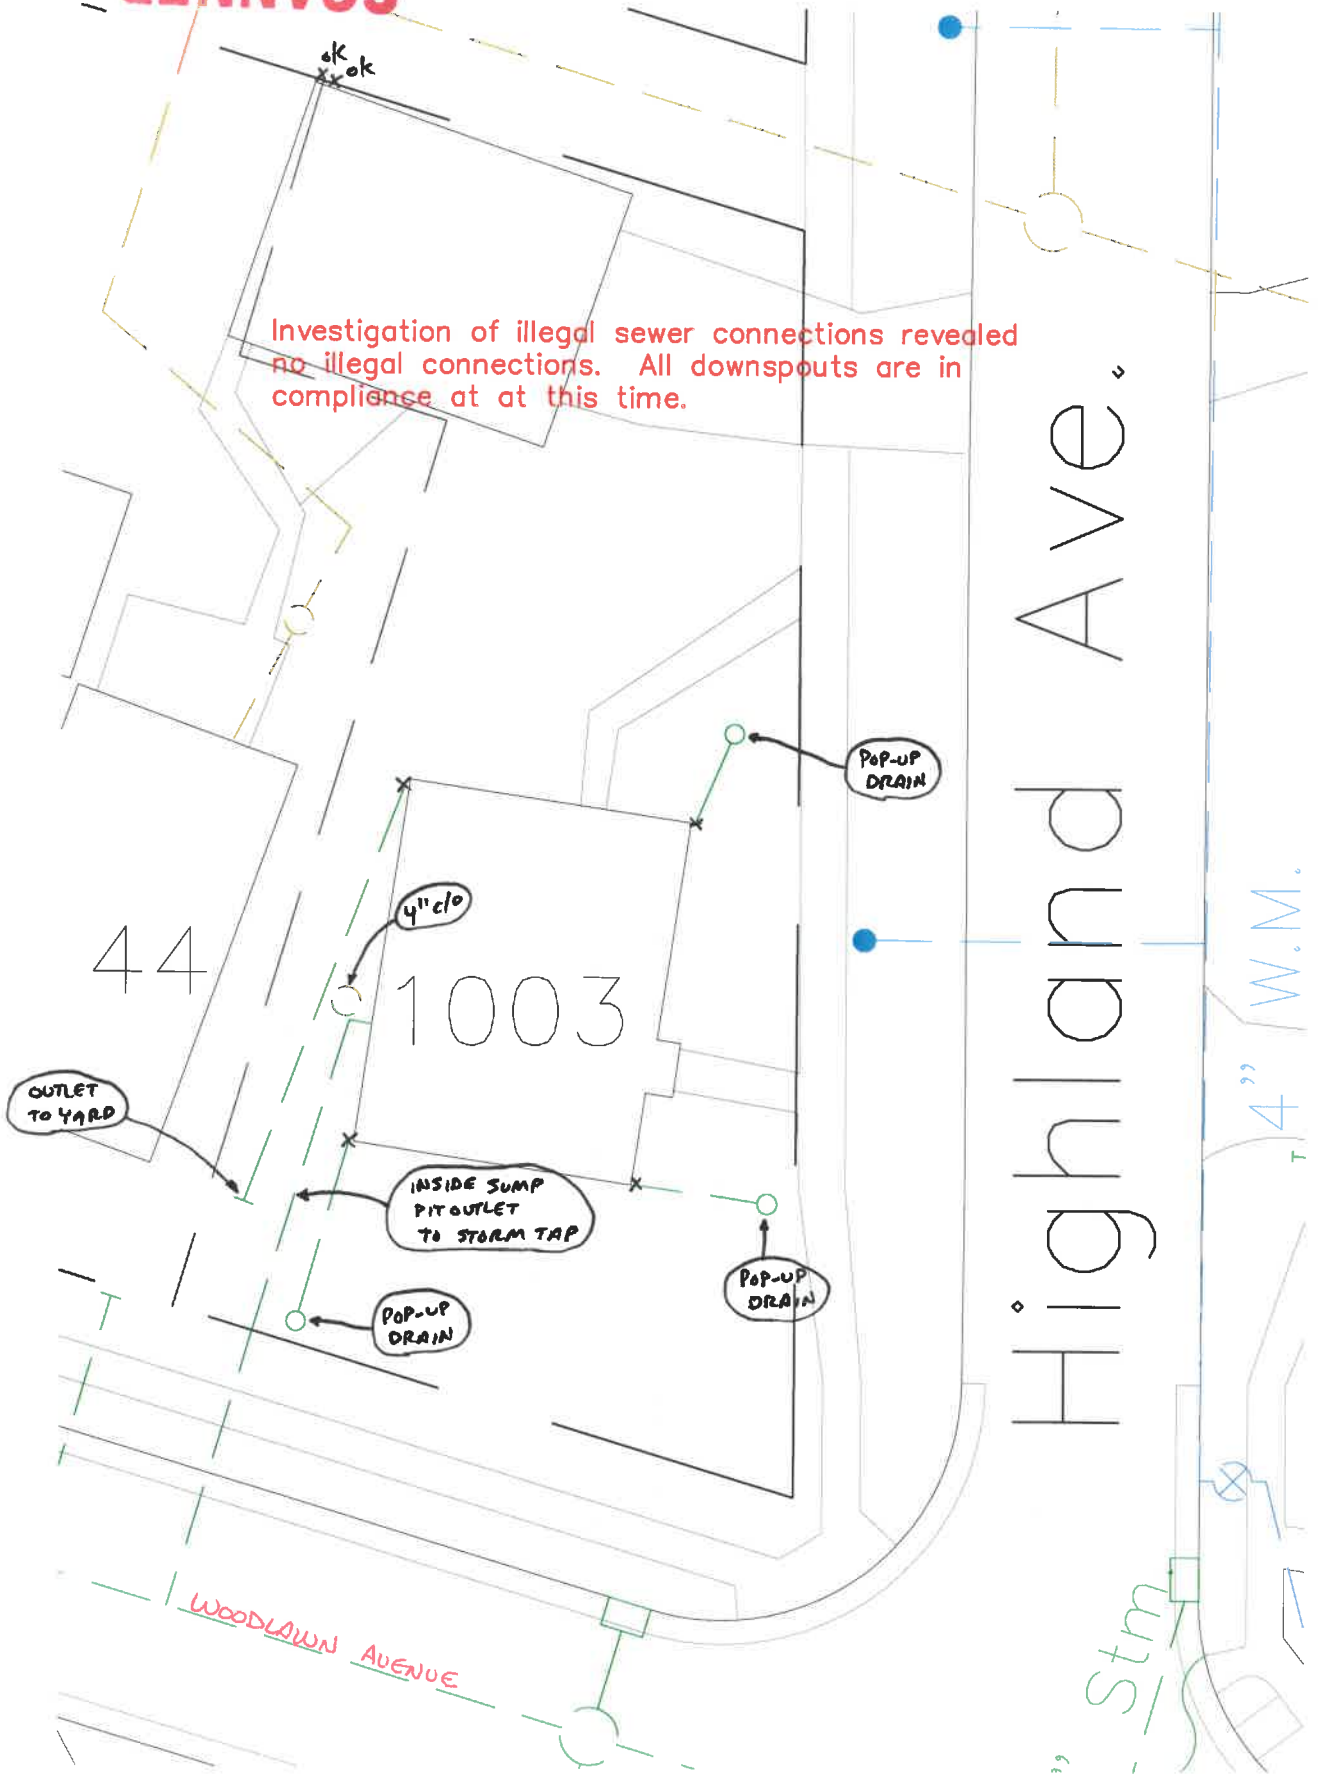 SCANNED
ok
ok
Investigation of illegal sewer connections revealed
no illegal connections. All downspouts are in
compliance at at this time.
Highland Ave.
POP-UP
DRAIN
4" c/o
44
1003
4" W.M.
OUTLET
TO YARD
INSIDE SUMP
PIT OUTLET
TO STORM TAP
POP-UP
DRAIN
POP-UP
DRAIN
WOODLAWN AVENUE
" Stm